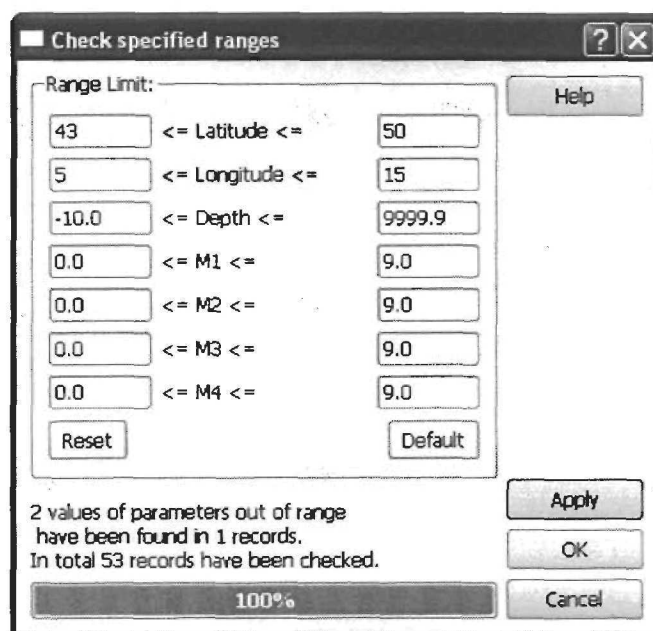 Check specified ranges
Range Limit:
Help
43 <= Latitude <= 50
5 <= Longitude <= 15
-10.0 <= Depth <= 9999.9
0.0 <= M1 <= 9.0
0.0 <= M2 <= 9.0
0.0 <= M3 <= 9.0
0.0 <= M4 <= 9.0
Reset Default
2 values of parameters out of range
have been found in 1 records.
In total 53 records have been checked.
100%
Apply
OK
Cancel